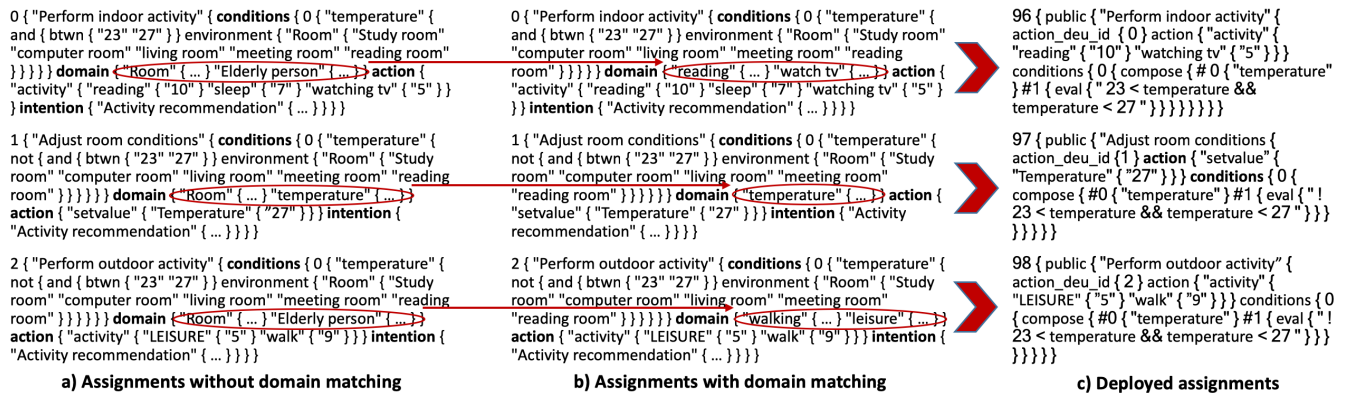 0 { "Perform indoor activity" { conditions { 0 { "temperature" {
and { btwn { "23" "27" } } environment { "Room" { "Study room"
"computer room" "living room" "meeting room" "reading room"
} } } } } domain { "Room" { ... } "Elderly person" { ... } } action {
"activity" { "reading" { "10" } "sleep" { "7" } "watching tv" { "5" } }
} intention { "Activity recommendation" { ... } } } }
1 { "Adjust room conditions" { conditions { 0 { "temperature" {
not { and { btwn { "23" "27" } } environment { "Room" { "Study
room" "computer room" "living room" "meeting room" "reading
room" } } } } } } domain { "Room" { ... } "temperature" { ... } }
action { "setvalue" { "Temperature" { "27" } } } intention {
"Activity recommendation" { ... } } } }
2 { "Perform outdoor activity" { conditions { 0 { "temperature" {
not { and { btwn { "23" "27" } } environment { "Room" { "Study
room" "computer room" "living room" "meeting room" "reading
room" } } } } } } domain { "Room" { ... } "Elderly person" { ... } }
action { "activity" { "LEISURE" { "5" } "walk" { "9" } } } intention {
"Activity recommendation" { ... } } } }
a) Assignments without domain matching
0 { "Perform indoor activity" { conditions { 0 { "temperature" {
and { btwn { "23" "27" } } environment { "Room" { "Study room"
"computer room" "living room" "meeting room" "reading
room" } } } } } domain { "reading" { ... } "watch tv" { ... } } action {
"activity" { "reading" { "10" } "sleep" { "7" } "watching tv" { "5" }
} } intention { "Activity recommendation" { ... } } } }
1 { "Adjust room conditions" { conditions { 0 { "temperature" {
not { and { btwn { "23" "27" } } environment { "Room" { "Study
room" "computer room" "living room" "meeting room"
"reading room" } } } } } } domain { "temperature" { ... } } action {
"setvalue" { "Temperature" { "27" } } } intention { "Activity
recommendation" { ... } } } }
2 { "Perform outdoor activity" { conditions { 0 { "temperature" {
not { and { btwn { "23" "27" } } environment { "Room" { "Study
room" "computer room" "living room" "meeting room"
"reading room" } } } } } } domain { "walking" { ... } "leisure" { ... } }
action { "activity" { "LEISURE" { "5" } "walk" { "9" } } } intention {
"Activity recommendation" { ... } } } }
b) Assignments with domain matching
96 { public { "Perform indoor activity" {
action_deu_id { 0 } action { "activity" {
"reading" { "10" } "watching tv" { "5" } } }
conditions { 0 { compose { # 0 { "temperature"
} #1 { eval { " 23 < temperature &&
temperature < 27 " } } } } } } } }
97 { public { "Adjust room conditions {
action_deu_id {1 } action { "setvalue" {
"Temperature" { "27" } } } conditions { 0 {
compose { #0 { "temperature" } #1 { eval { " !
23 < temperature && temperature < 27 " } } }
} } } } }
98 { public { "Perform outdoor activity" {
action_deu_id { 2 } action { "activity" {
"LEISURE" { "5" } "walk" { "9" } } } conditions { 0
{ compose { #0 { "temperature" } #1 { eval { " !
23 < temperature && temperature < 27 " } } }
} } } } }
c) Deployed assignments